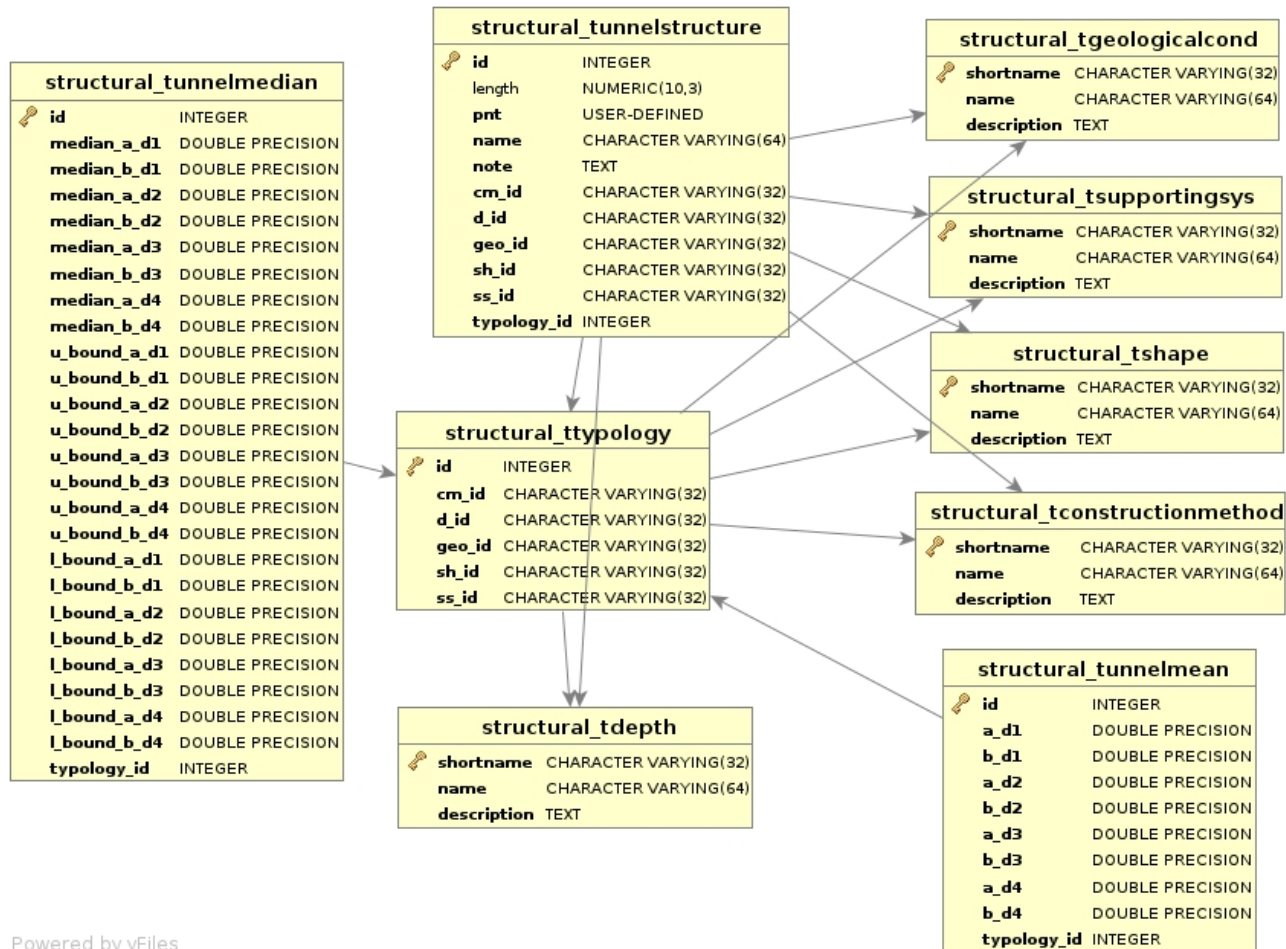 structural_tunnelmedian
id INTEGER
median_a_d1 DOUBLE PRECISION
median_b_d1 DOUBLE PRECISION
median_a_d2 DOUBLE PRECISION
median_b_d2 DOUBLE PRECISION
median_a_d3 DOUBLE PRECISION
median_b_d3 DOUBLE PRECISION
median_a_d4 DOUBLE PRECISION
median_b_d4 DOUBLE PRECISION
u_bound_a_d1 DOUBLE PRECISION
u_bound_b_d1 DOUBLE PRECISION
u_bound_a_d2 DOUBLE PRECISION
u_bound_b_d2 DOUBLE PRECISION
u_bound_a_d3 DOUBLE PRECISION
u_bound_b_d3 DOUBLE PRECISION
u_bound_a_d4 DOUBLE PRECISION
u_bound_b_d4 DOUBLE PRECISION
l_bound_a_d1 DOUBLE PRECISION
l_bound_b_d1 DOUBLE PRECISION
l_bound_a_d2 DOUBLE PRECISION
l_bound_b_d2 DOUBLE PRECISION
l_bound_a_d3 DOUBLE PRECISION
l_bound_b_d3 DOUBLE PRECISION
l_bound_a_d4 DOUBLE PRECISION
l_bound_b_d4 DOUBLE PRECISION
typology_id INTEGER
structural_tunnelstructure
id INTEGER
length NUMERIC(10,3)
pnt USER-DEFINED
name CHARACTER VARYING(64)
note TEXT
cm_id CHARACTER VARYING(32)
d_id CHARACTER VARYING(32)
geo_id CHARACTER VARYING(32)
sh_id CHARACTER VARYING(32)
ss_id CHARACTER VARYING(32)
typology_id INTEGER
structural_ttypology
id INTEGER
cm_id CHARACTER VARYING(32)
d_id CHARACTER VARYING(32)
geo_id CHARACTER VARYING(32)
sh_id CHARACTER VARYING(32)
ss_id CHARACTER VARYING(32)
structural_tdepth
shortname CHARACTER VARYING(32)
name CHARACTER VARYING(64)
description TEXT
structural_tgeologicalcond
shortname CHARACTER VARYING(32)
name CHARACTER VARYING(64)
description TEXT
structural_tsupportingsys
shortname CHARACTER VARYING(32)
name CHARACTER VARYING(64)
description TEXT
structural_tshape
shortname CHARACTER VARYING(32)
name CHARACTER VARYING(64)
description TEXT
structural_tconstructionmethod
shortname CHARACTER VARYING(32)
name CHARACTER VARYING(64)
description TEXT
structural_tunnelmean
id INTEGER
a_d1 DOUBLE PRECISION
b_d1 DOUBLE PRECISION
a_d2 DOUBLE PRECISION
b_d2 DOUBLE PRECISION
a_d3 DOUBLE PRECISION
b_d3 DOUBLE PRECISION
a_d4 DOUBLE PRECISION
b_d4 DOUBLE PRECISION
typology_id INTEGER
Powered by yFiles